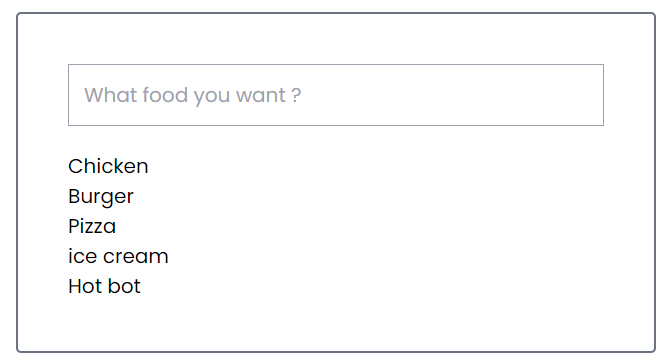 What food you want ?
Chicken
Burger
Pizza
ice cream
Hot bot